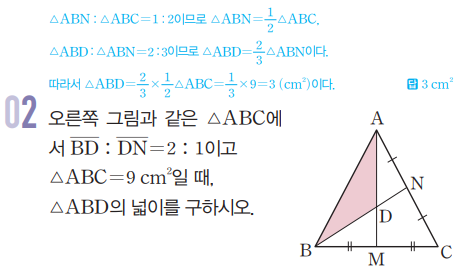 △ABN : △ABC=1 : 2이므로 △ABN=1/2△ABC,
△ABD : △ABN=2 : 3이므로 △ABD=2/3△ABN이다.
따라서 △ABD=2/3×1/2△ABC=1/3×9=3 (cm²)이다. 답 3 cm²
02 오른쪽 그림과 같은 △ABC에
서 B̅D̅ : D̅N̅=2 : 1이고
△ABC=9 cm²일 때,
△ABD의 넓이를 구하시오.
A
N
D
B
M
C